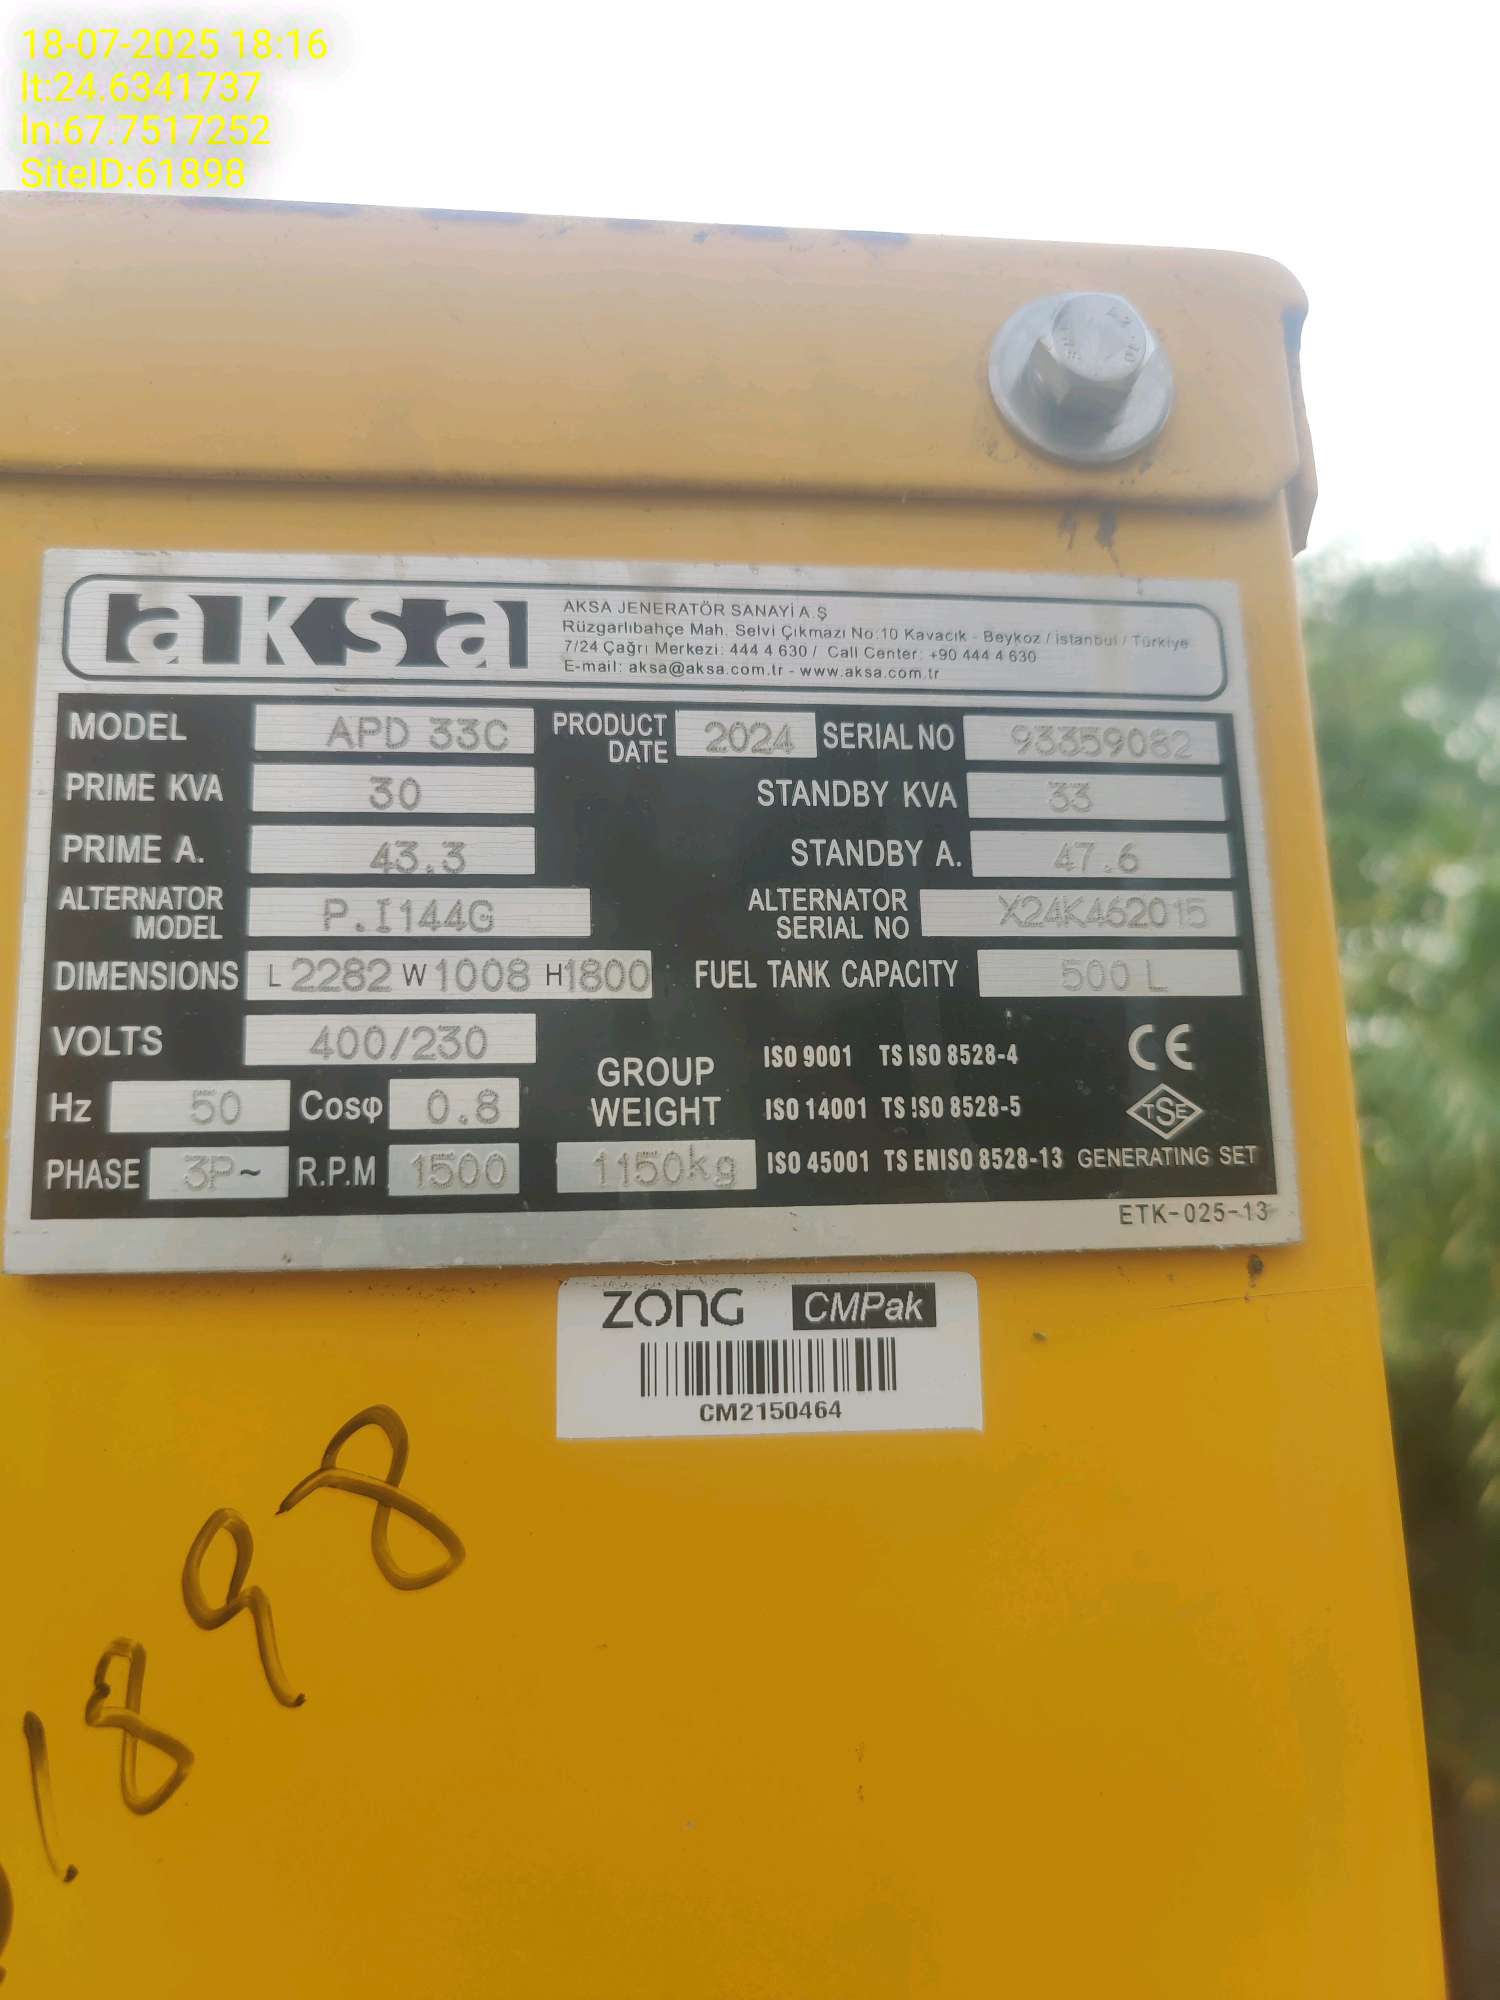 18-07-2025 18:16
lt:24.6341737
ln:67.7517252
SiteID:61898
aksa
AKSA JENERATÖR SANAYİ A.Ş
Rüzgarlıbahçe Mah. Selvi Çıkmazı No:10 Kavacık - Beykoz / İstanbul / Türkiye
7/24 Çağrı Merkezi: 444 4 630 / Call Center: +90 444 4 630
E-mail: aksa@aksa.com.tr - www.aksa.com.tr
MODEL APD 33C PRODUCT DATE 2024 SERIAL NO 93359082
PRIME KVA 30 STANDBY KVA 33
PRIME A. 43.3 STANDBY A. 47.6
ALTERNATOR MODEL P.I144G ALTERNATOR SERIAL NO X24K462015
DIMENSIONS L 2282 W 1008 H 1800 FUEL TANK CAPACITY 500 L
VOLTS 400/230
Hz 50 Cosφ 0.8
PHASE 3P~ R.P.M 1500
GROUP WEIGHT 1150kg
ISO 9001 TS ISO 8528-4 CE
ISO 14001 TS ISO 8528-5 TSE
ISO 45001 TS EN ISO 8528-13 GENERATING SET
ETK-025-13
ZONG CMPak
CM2150464
1898